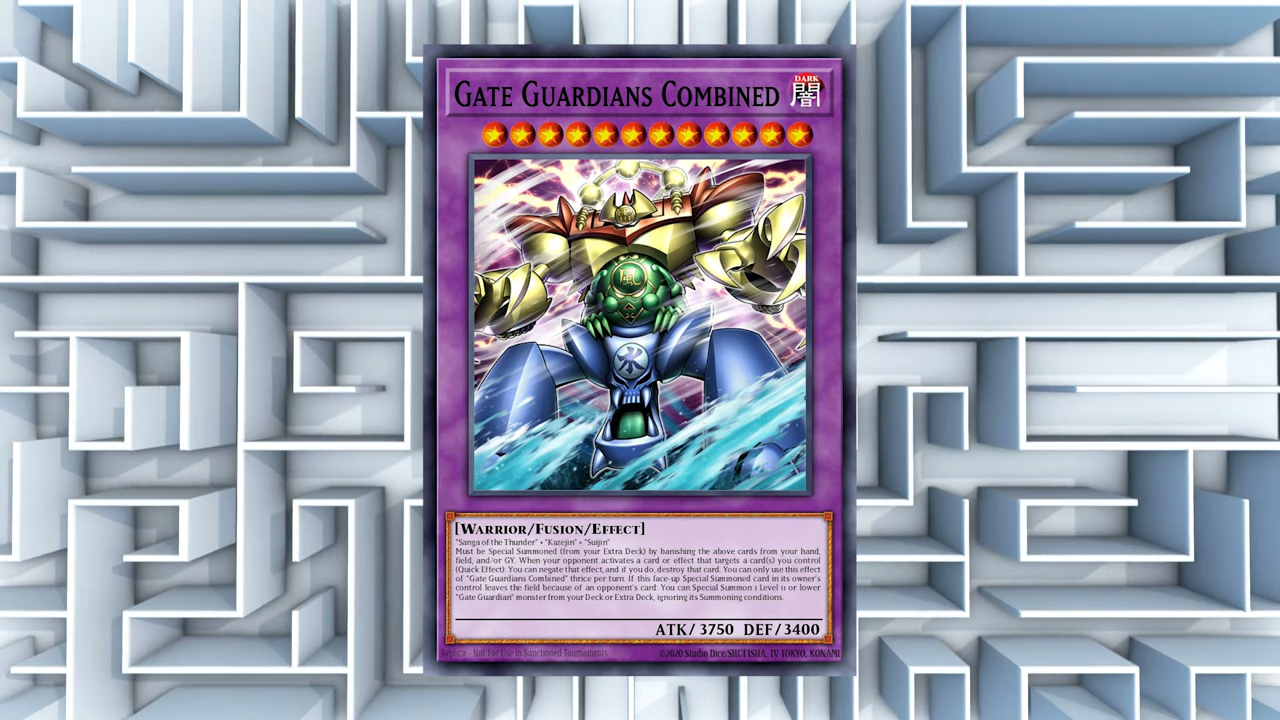 GATE GUARDIANS COMBINED
DARK
闇
風
水
[WARRIOR/FUSION/EFFECT]
"Sanga of the Thunder" + "Kazejin" + "Suijin"
Must be Special Summoned (from your Extra Deck) by banishing the above cards from your hand,
field, and/or GY. When your opponent activates a card or effect that targets a card(s) you control
(Quick Effect): You can negate that effect, and if you do, destroy that card. You can only use this effect
of "Gate Guardians Combined" thrice per turn. If this face-up Special Summoned card in its owner's
control leaves the field because of an opponent's card: You can Special Summon 1 Level 11 or lower
"Gate Guardian" monster from your Deck or Extra Deck, ignoring its Summoning conditions.
ATK/ 3750 DEF/ 3400
Replica - Not For Use in Sanctioned Tournaments
©2020 Studio Dice/SHUEISHA, TV TOKYO, KONAMI